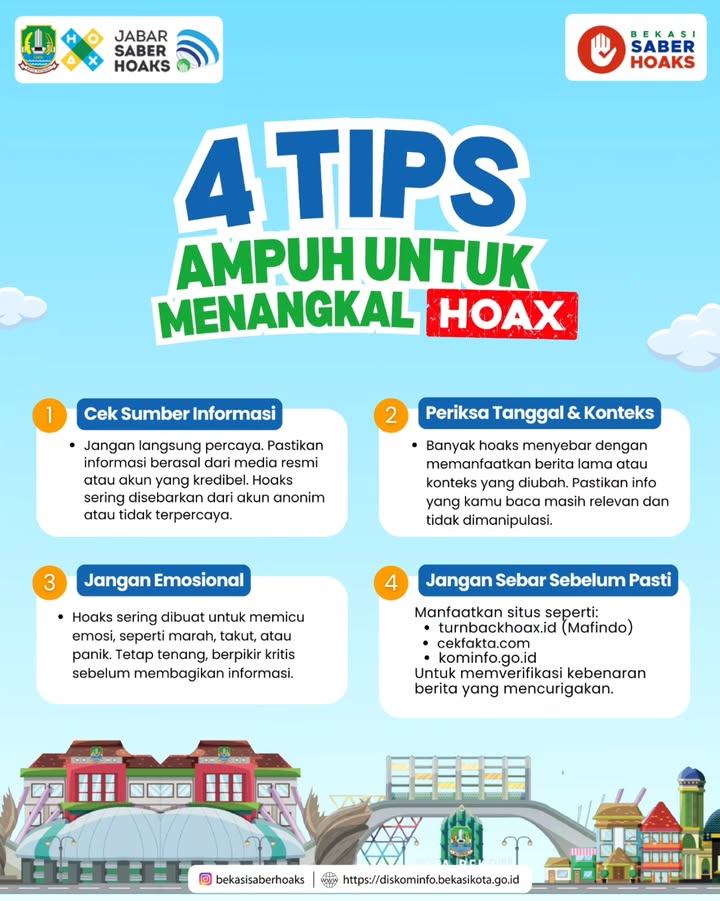 JABAR
SABER
HOAKS
BEKASI
SABER
HOAKS
4 TIPS
AMPUH UNTUK
MENANGKAL HOAX
1 Cek Sumber Informasi
• Jangan langsung percaya. Pastikan
informasi berasal dari media resmi
atau akun yang kredibel. Hoaks
sering disebarkan dari akun anonim
atau tidak terpercaya.
2 Periksa Tanggal & Konteks
• Banyak hoaks menyebar dengan
memanfaatkan berita lama atau
konteks yang diubah. Pastikan info
yang kamu baca masih relevan dan
tidak dimanipulasi.
3 Jangan Emosional
• Hoaks sering dibuat untuk memicu
emosi, seperti marah, takut, atau
panik. Tetap tenang, berpikir kritis
sebelum membagikan informasi.
4 Jangan Sebar Sebelum Pasti
Manfaatkan situs seperti:
• turnbackhoax.id (Mafindo)
• cekfakta.com
• kominfo.go.id
Untuk memverifikasi kebenaran
berita yang mencurigakan.
bekasisaberhoaks | https://diskominfo.bekasikota.go.id